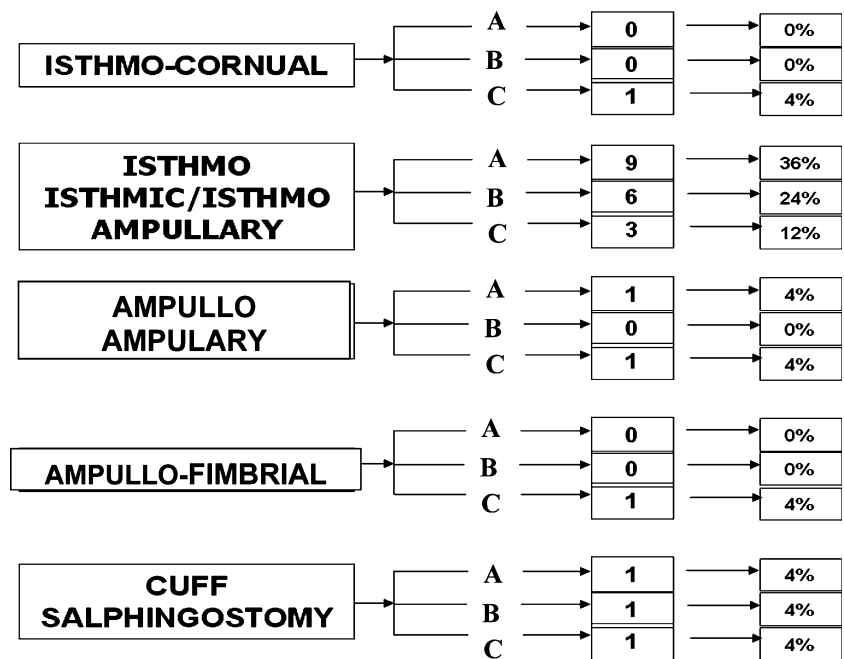 A 0 0%
ISTHMO-CORNUAL B 0 0%
C 1 4%
ISTHMO
ISTHMIC/ISTHMO
AMPULLARY
A 9 36%
B 6 24%
C 3 12%
AMPULLO
AMPULARY
A 1 4%
B 0 0%
C 1 4%
A 0 0%
AMPULLO-FIMBRIAL B 0 0%
C 1 4%
CUFF
SALPHINGOSTOMY
A 1 4%
B 1 4%
C 1 4%